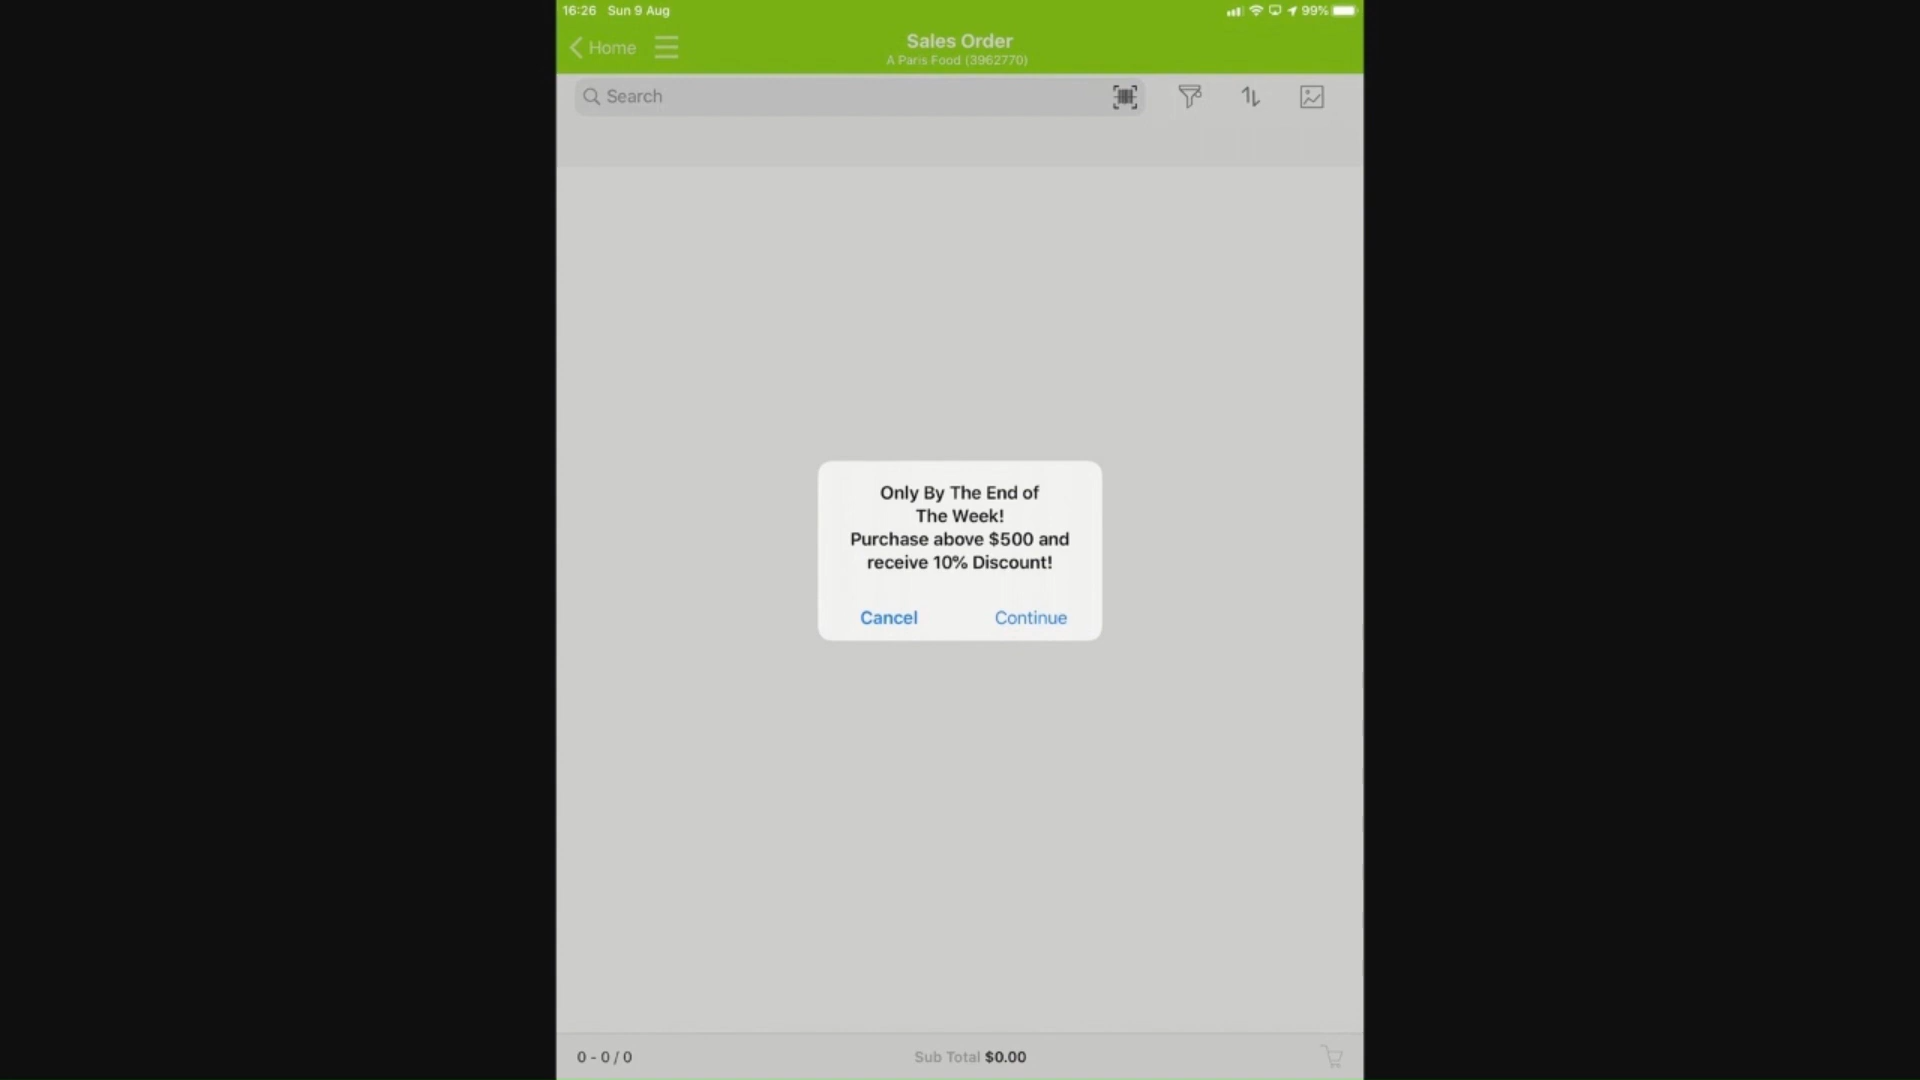 16:26 Sun 9 Aug
99%
Home
Sales Order
A Paris Food (3962770)
Search
Only By The End of
The Week!
Purchase above $500 and
receive 10% Discount!
Cancel Continue
0 - 0 / 0
Sub Total $0.00